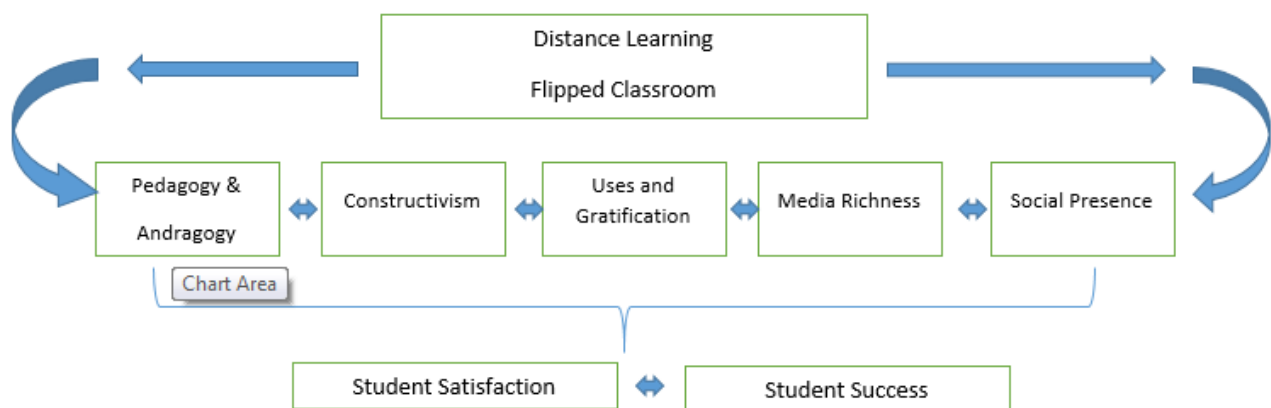 Distance Learning
Flipped Classroom
Pedagogy &
Andragogy
Constructivism
Uses and
Gratification
Media Richness
Social Presence
Chart Area
Student Satisfaction
Student Success